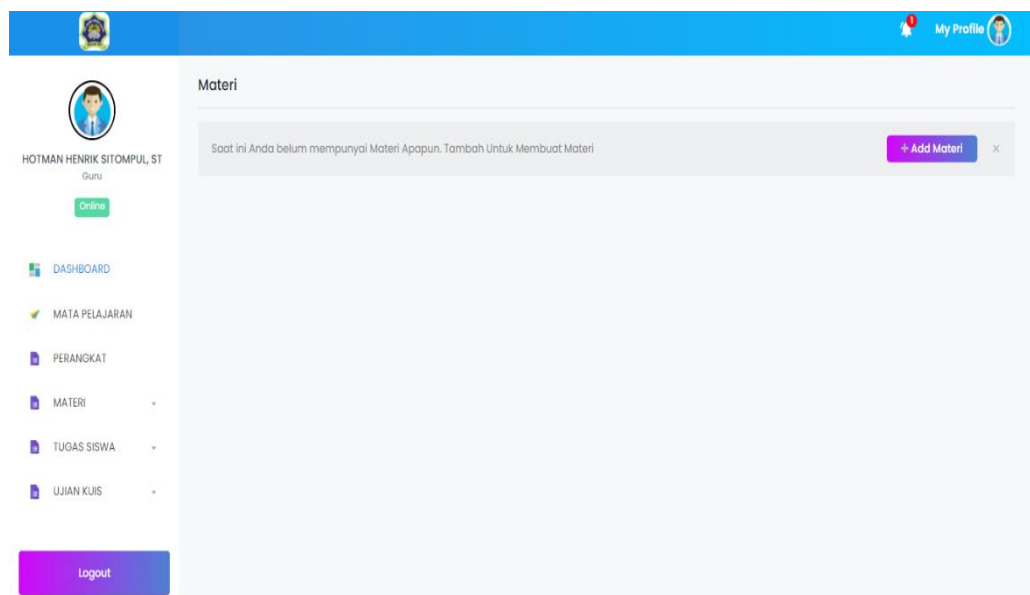 1
My Profile
HOTMAN HENRIK SITOMPUL, ST
Guru
Online
DASHBOARD
MATA PELAJARAN
PERANGKAT
MATERI
TUGAS SISWA
UJIAN KUIS
Logout
Materi
Saat ini Anda belum mempunyai Materi Apapun. Tambah Untuk Membuat Materi
+ Add Materi ×